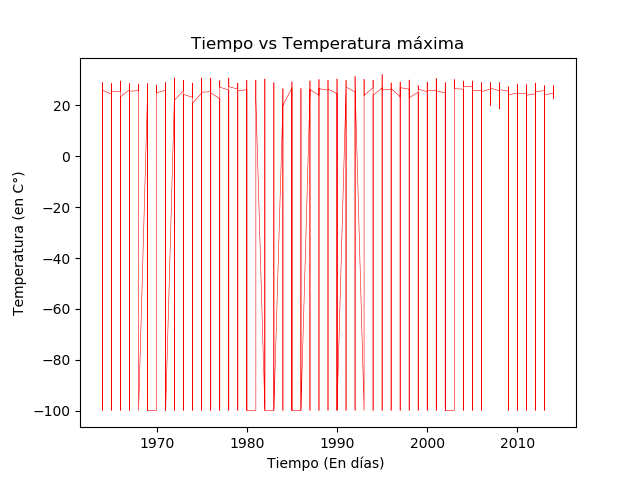 Tiempo vs Temperatura máxima
Temperatura (en C°)
20
0
−20
−40
−60
−80
−100
1970 1980 1990 2000 2010
Tiempo (En días)